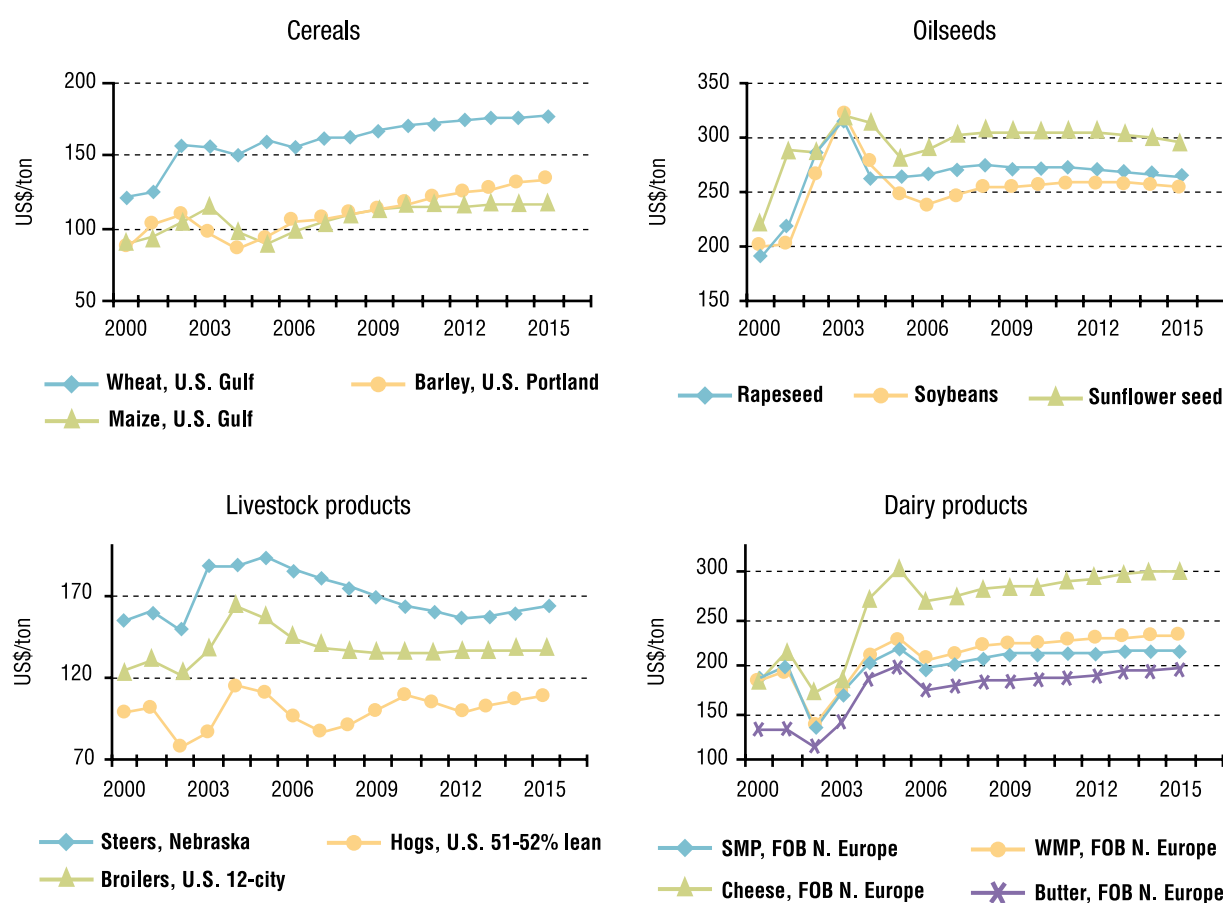 Cereals
US$/ton
200
150
100
50
2000 2003 2006 2009 2012 2015
Wheat, U.S. Gulf
Barley, U.S. Portland
Maize, U.S. Gulf
Oilseeds
US$/ton
350
300
250
200
150
2000 2003 2006 2009 2012 2015
Rapeseed
Soybeans
Sunflower seed
Livestock products
US$/ton
170
120
70
2000 2003 2006 2009 2012 2015
Steers, Nebraska
Hogs, U.S. 51-52% lean
Broilers, U.S. 12-city
Dairy products
US$/ton
300
250
200
150
100
2000 2003 2006 2009 2012 2015
SMP, FOB N. Europe
WMP, FOB N. Europe
Cheese, FOB N. Europe
Butter, FOB N. Europe